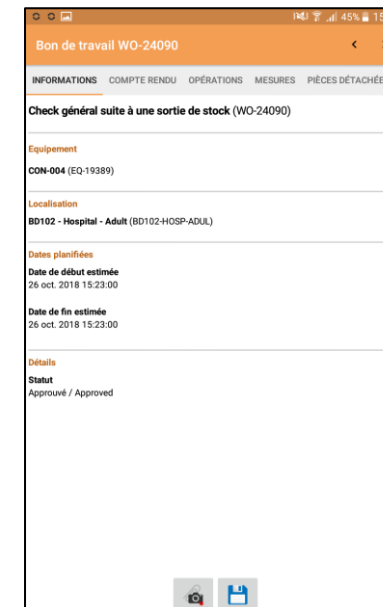 45% 15
Bon de travail WO-24090
INFORMATIONS COMPTE RENDU OPÉRATIONS MESURES PIÈCES DÉTACHÉE
Check général suite à une sortie de stock (WO-24090)
Equipement
CON-004 (EQ-19389)
Localisation
BD102 - Hospital - Adult (BD102-HOSP-ADUL)
Dates planifiées
Date de début estimée
26 oct. 2018 15:23:00
Date de fin estimée
26 oct. 2018 15:23:00
Détails
Statut
Approuvé / Approved